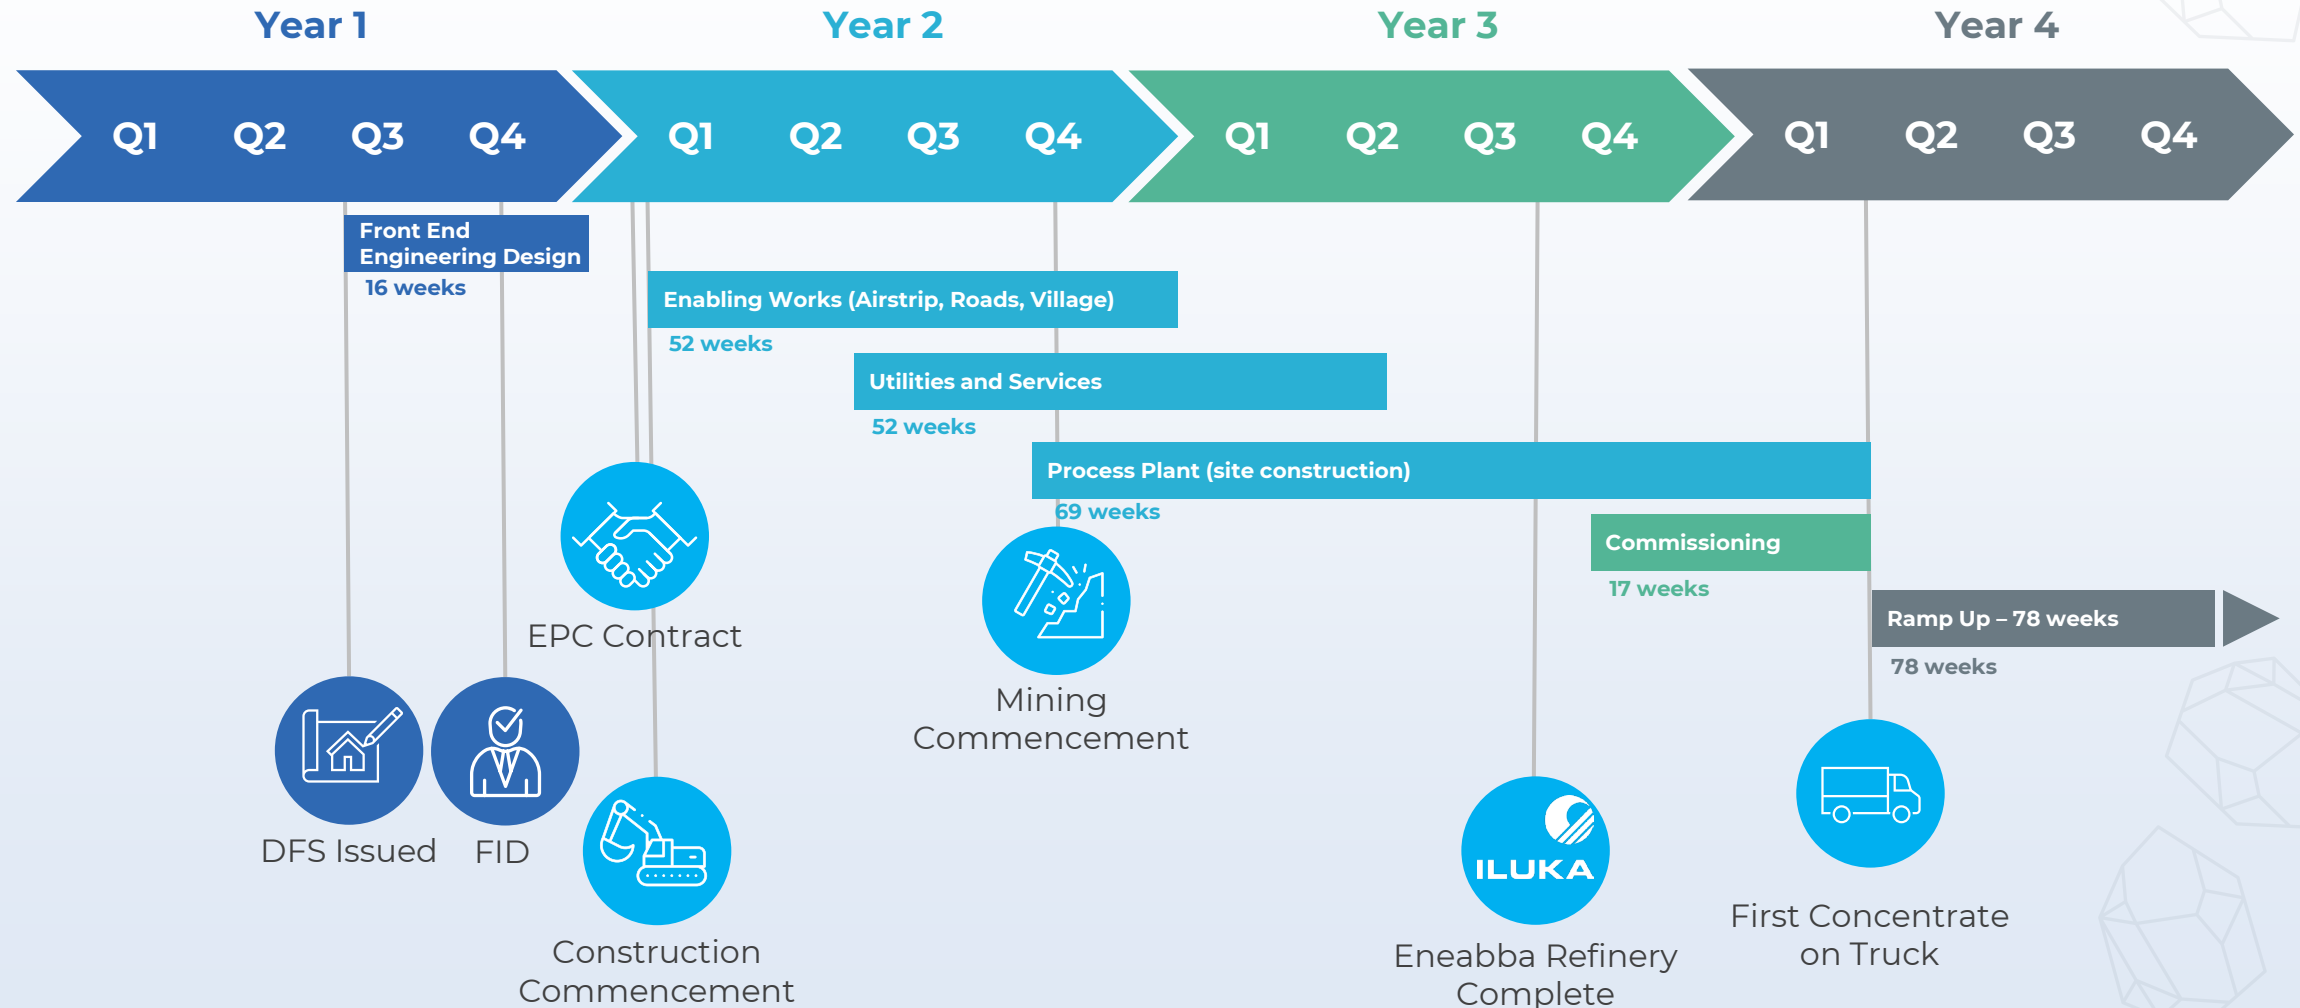 Year 1
Year 2
Year 3
Year 4
Q1 Q2 Q3 Q4
Q1 Q2 Q3 Q4
Q1 Q2 Q3 Q4
Q1 Q2 Q3 Q4
Front End
Engineering Design
16 weeks
Enabling Works (Airstrip, Roads, Village)
52 weeks
Utilities and Services
52 weeks
Process Plant (site construction)
69 weeks
Commissioning
17 weeks
Ramp Up – 78 weeks
78 weeks
EPC Contract
Mining
Commencement
DFS Issued
FID
Construction
Commencement
ILUKA
Eneabba Refinery
Complete
First Concentrate
on Truck